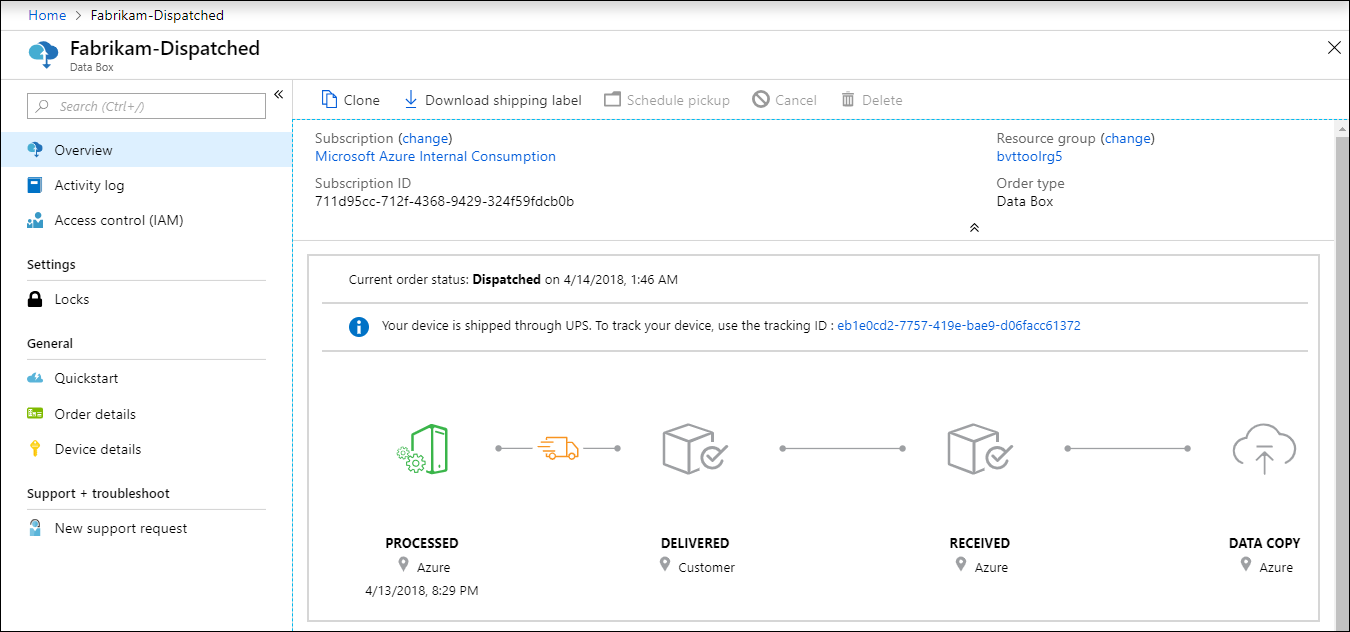 Home > Fabrikam-Dispatched
Fabrikam-Dispatched
Data Box
Search (Ctrl+/)
Overview
Activity log
Access control (IAM)
Settings
Locks
General
Quickstart
Order details
Device details
Support + troubleshoot
New support request
Clone Download shipping label Schedule pickup Cancel Delete
Subscription (change)
Microsoft Azure Internal Consumption
Subscription ID
711d95cc-712f-4368-9429-324f59fdcb0b
Resource group (change)
bvttoolrg5
Order type
Data Box
Current order status: Dispatched on 4/14/2018, 1:46 AM
Your device is shipped through UPS. To track your device, use the tracking ID : eb1e0cd2-7757-419e-bae9-d06facc61372
PROCESSED DELIVERED RECEIVED DATA COPY
Azure Customer Azure Azure
4/13/2018, 8:29 PM